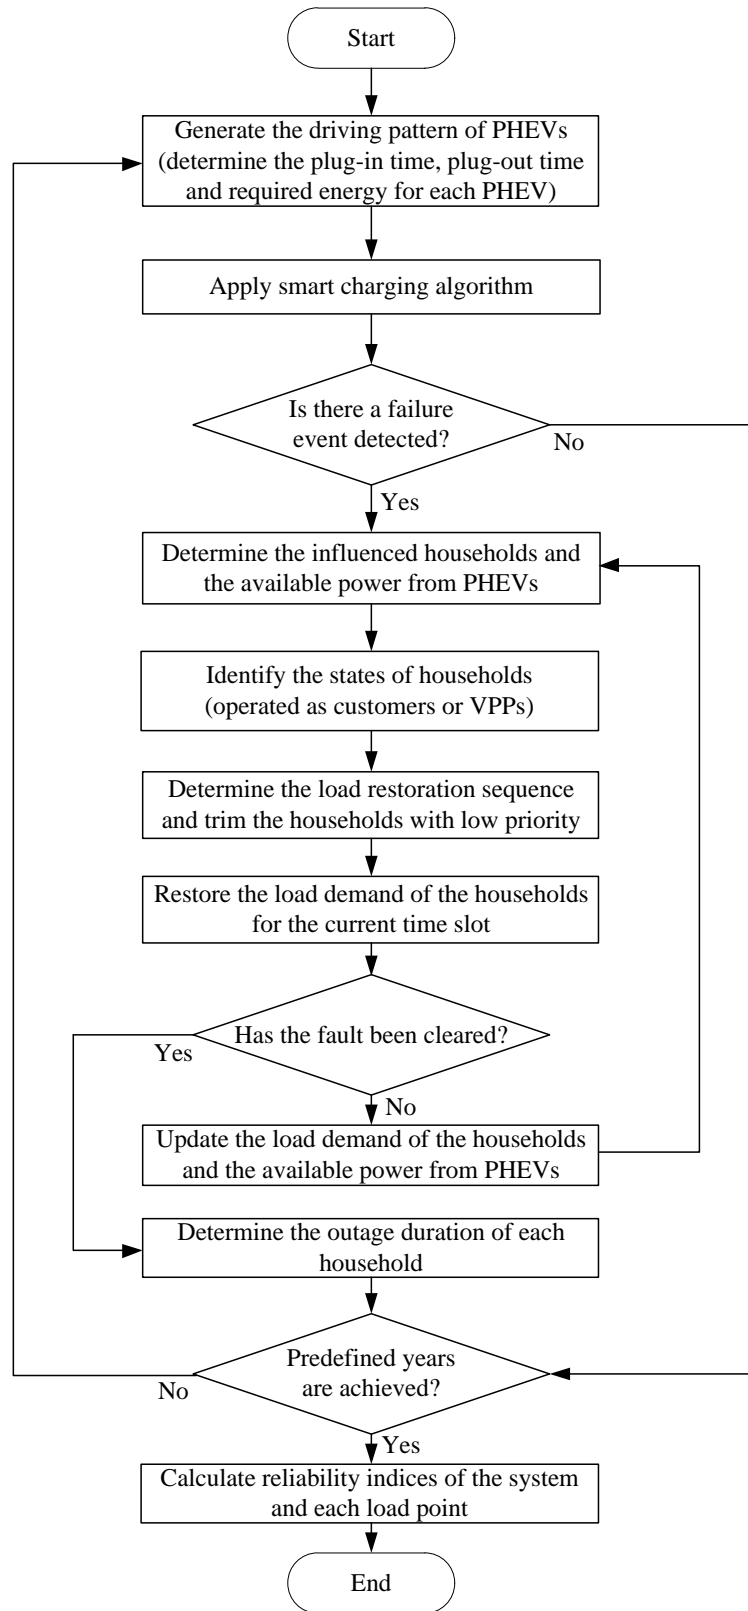 Start
Generate the driving pattern of PHEVs
(determine the plug-in time, plug-out time
and required energy for each PHEV)
Apply smart charging algorithm
Is there a failure
event detected?
No
Yes
Determine the influenced households and
the available power from PHEVs
Identify the states of households
(operated as customers or VPPs)
Determine the load restoration sequence
and trim the households with low priority
Restore the load demand of the households
for the current time slot
Has the fault been cleared?
Yes
No
Update the load demand of the households
and the available power from PHEVs
Determine the outage duration of each
household
Predefined years
are achieved?
No
Yes
Calculate reliability indices of the system
and each load point
End